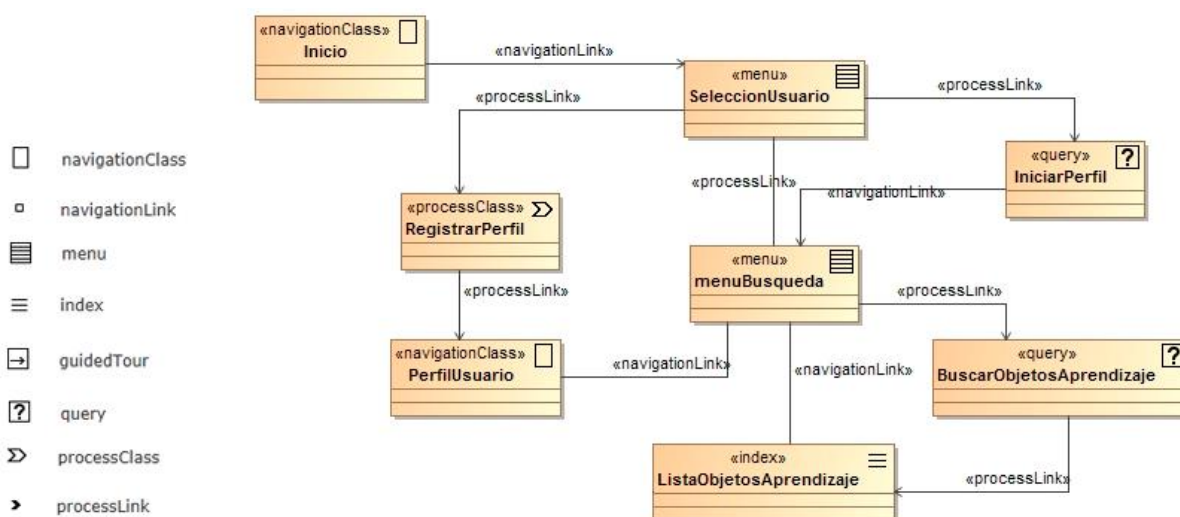 «navigationClass»
Inicio
«navigationLink»
«menu»
SeleccionUsuario
«processLink»
«processLink»
«query»
IniciarPerfil
«processLink»
«navigationLink»
«processClass»
RegistrarPerfil
«menu»
menuBusqueda
«processLink»
«processLink»
«navigationClass»
PerfilUsuario
«navigationLink»
«navigationLink»
«query»
BuscarObjetosAprendizaje
«index»
ListaObjetosAprendizaje
«processLink»
navigationClass
navigationLink
menu
index
guidedTour
query
processClass
processLink